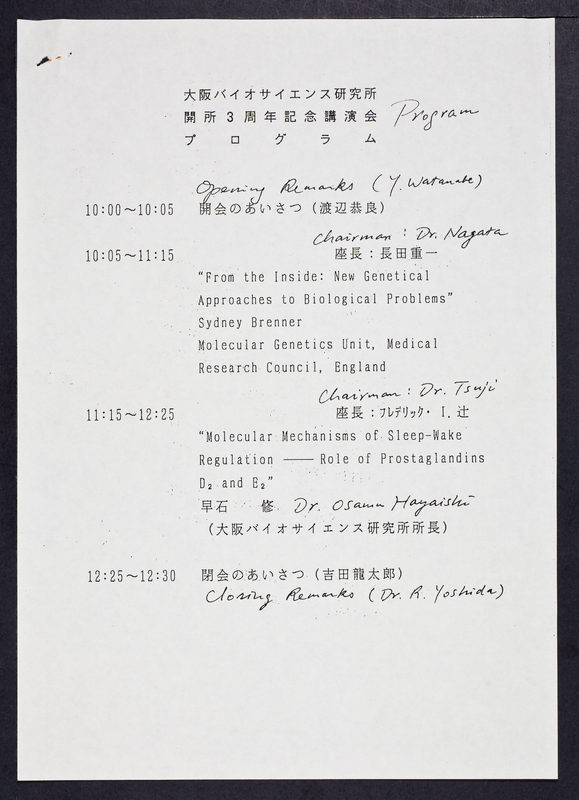 大阪バイオサイエンス研究所
開所3周年記念講演会 Program
プログラム
Opening Remarks (Y. Watanabe)
10:00〜10:05 開会のあいさつ (渡辺恭良)
Chairman : Dr. Nagata
10:05〜11:15 座長：長田重一
“From the Inside: New Genetical
Approaches to Biological Problems”
Sydney Brenner
Molecular Genetics Unit, Medical
Research Council, England
Chairman : Dr. Tsuji
11:15〜12:25 座長：フレデリック・I.辻
“Molecular Mechanisms of Sleep-Wake
Regulation —— Role of Prostaglandins
D₂ and E₂”
早石 修 Dr. Osamu Hayaishi
(大阪バイオサイエンス研究所所長)
12:25〜12:30 閉会のあいさつ (吉田龍太郎)
Closing Remarks (Dr. R. Yoshida)